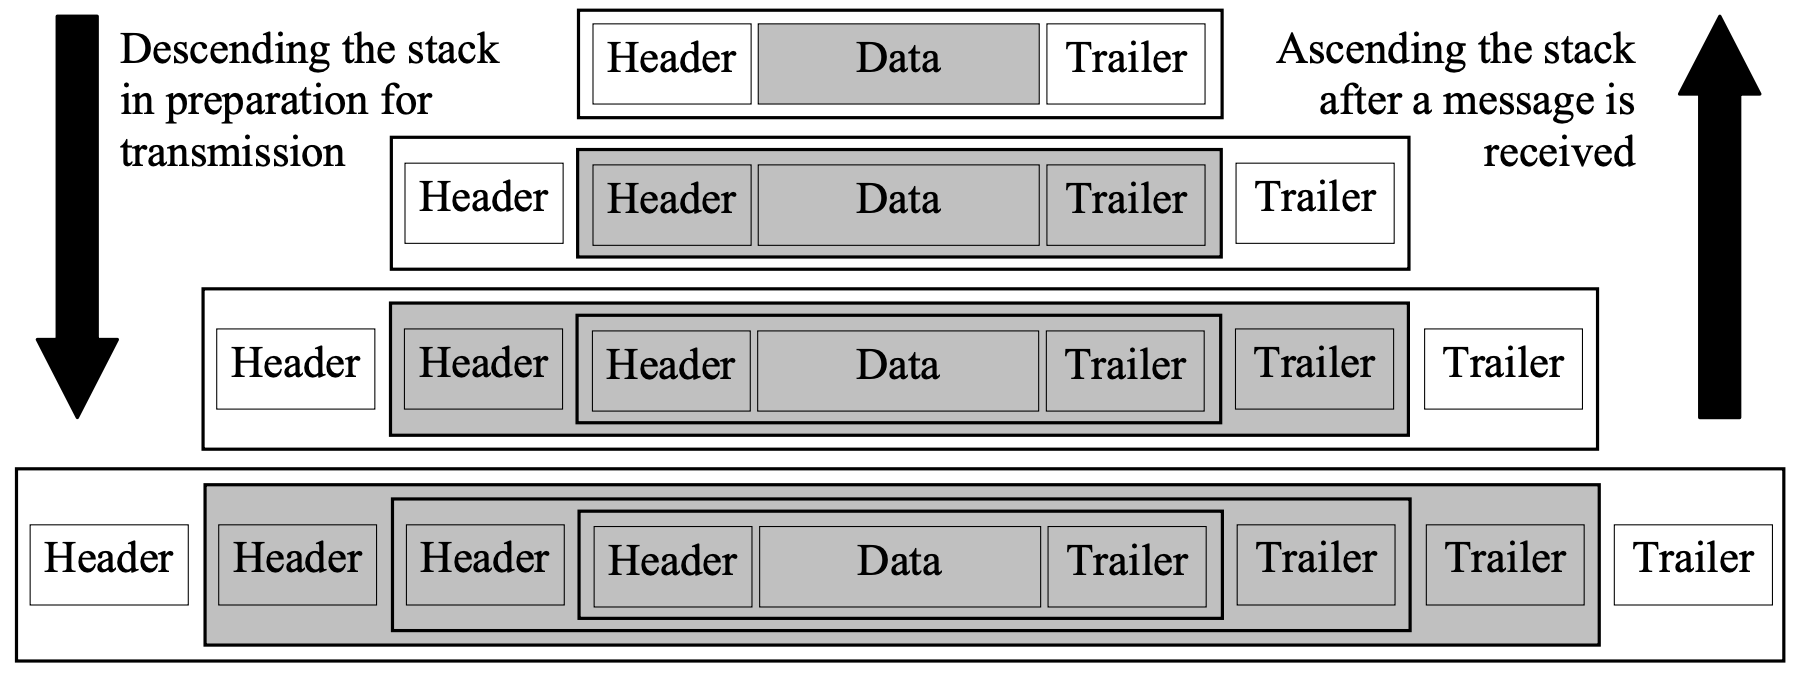 Descending the stack
in preparation for
transmission
Header Data Trailer
Ascending the stack
after a message is
received
Header Header Data Trailer Trailer
Header Header Header Data Trailer Trailer Trailer
Header Header Header Header Data Trailer Trailer Trailer Trailer